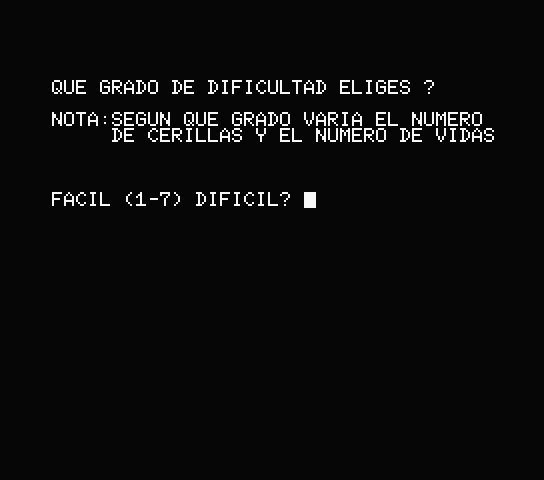 QUE GRADO DE DIFICULTAD ELIGES ?
NOTA:SEGUN QUE GRADO VARIA EL NUMERO
DE CERILLAS Y EL NUMERO DE VIDAS
FACIL (1-7) DIFICIL?